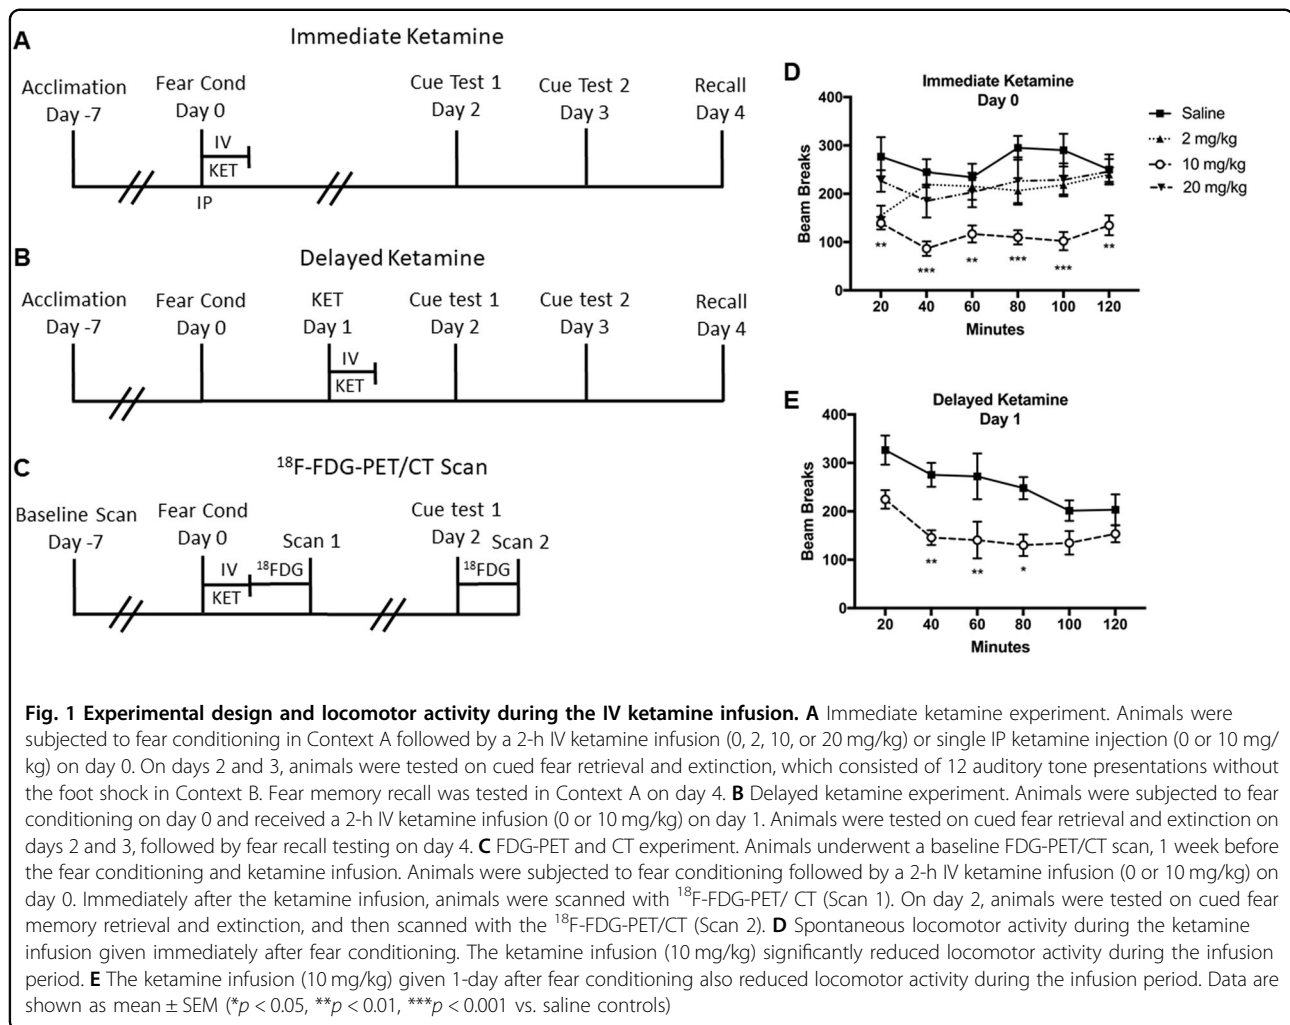 A
Immediate Ketamine
Acclimation
Day -7
Fear Cond
Day 0
IV
KET
IP
Cue Test 1
Day 2
Cue Test 2
Day 3
Recall
Day 4
B
Delayed Ketamine
Acclimation
Day -7
Fear Cond
Day 0
KET
Day 1
IV
KET
Cue test 1
Day 2
Cue test 2
Day 3
Recall
Day 4
C
¹⁸F-FDG-PET/CT Scan
Baseline Scan
Day -7
Fear Cond
Day 0
IV
KET
¹⁸FDG
Scan 1
Cue test 1
Day 2
¹⁸FDG
Scan 2
D
Immediate Ketamine
Day 0
Beam Breaks
400
300
200
100
0
**
***
**
***
***
**
20 40 60 80 100 120
Minutes
Saline
2 mg/kg
10 mg/kg
20 mg/kg
E
Delayed Ketamine
Day 1
Beam Breaks
400
300
200
100
0
**
**
*
20 40 60 80 100 120
Minutes
Fig. 1 Experimental design and locomotor activity during the IV ketamine infusion. A Immediate ketamine experiment. Animals were
subjected to fear conditioning in Context A followed by a 2-h IV ketamine infusion (0, 2, 10, or 20 mg/kg) or single IP ketamine injection (0 or 10 mg/
kg) on day 0. On days 2 and 3, animals were tested on cued fear retrieval and extinction, which consisted of 12 auditory tone presentations without
the foot shock in Context B. Fear memory recall was tested in Context A on day 4. B Delayed ketamine experiment. Animals were subjected to fear
conditioning on day 0 and received a 2-h IV ketamine infusion (0 or 10 mg/kg) on day 1. Animals were tested on cued fear retrieval and extinction on
days 2 and 3, followed by fear recall testing on day 4. C FDG-PET and CT experiment. Animals underwent a baseline FDG-PET/CT scan, 1 week before
the fear conditioning and ketamine infusion. Animals were subjected to fear conditioning followed by a 2-h IV ketamine infusion (0 or 10 mg/kg) on
day 0. Immediately after the ketamine infusion, animals were scanned with ¹⁸F-FDG-PET/ CT (Scan 1). On day 2, animals were tested on cued fear
memory retrieval and extinction, and then scanned with the ¹⁸F-FDG-PET/CT (Scan 2). D Spontaneous locomotor activity during the ketamine
infusion given immediately after fear conditioning. The ketamine infusion (10 mg/kg) significantly reduced locomotor activity during the infusion
period. E The ketamine infusion (10 mg/kg) given 1-day after fear conditioning also reduced locomotor activity during the infusion period. Data are
shown as mean ± SEM (*p < 0.05, **p < 0.01, ***p < 0.001 vs. saline controls)